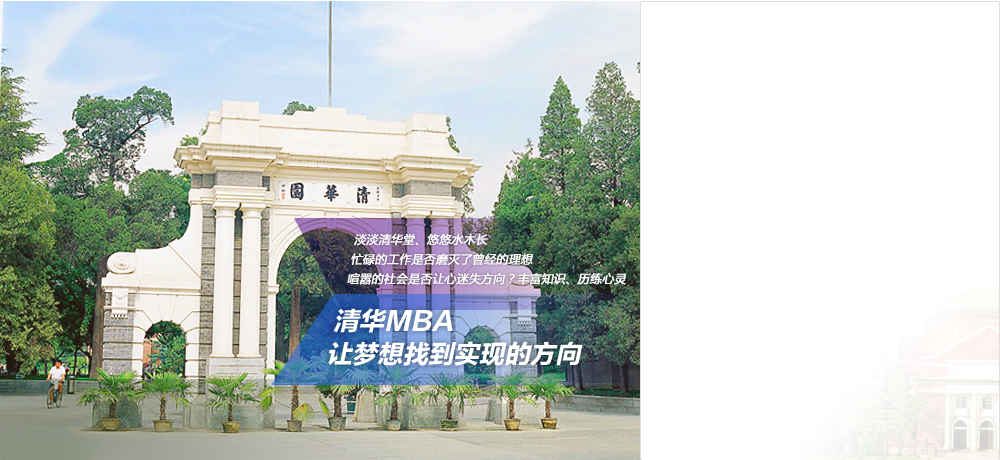 園華清
淡淡清华堂、悠悠水木长
忙碌的工作是否磨灭了曾经的理想
喧嚣的社会是否让心迷失方向？丰富知识、历练心灵
清华MBA
让梦想找到实现的方向